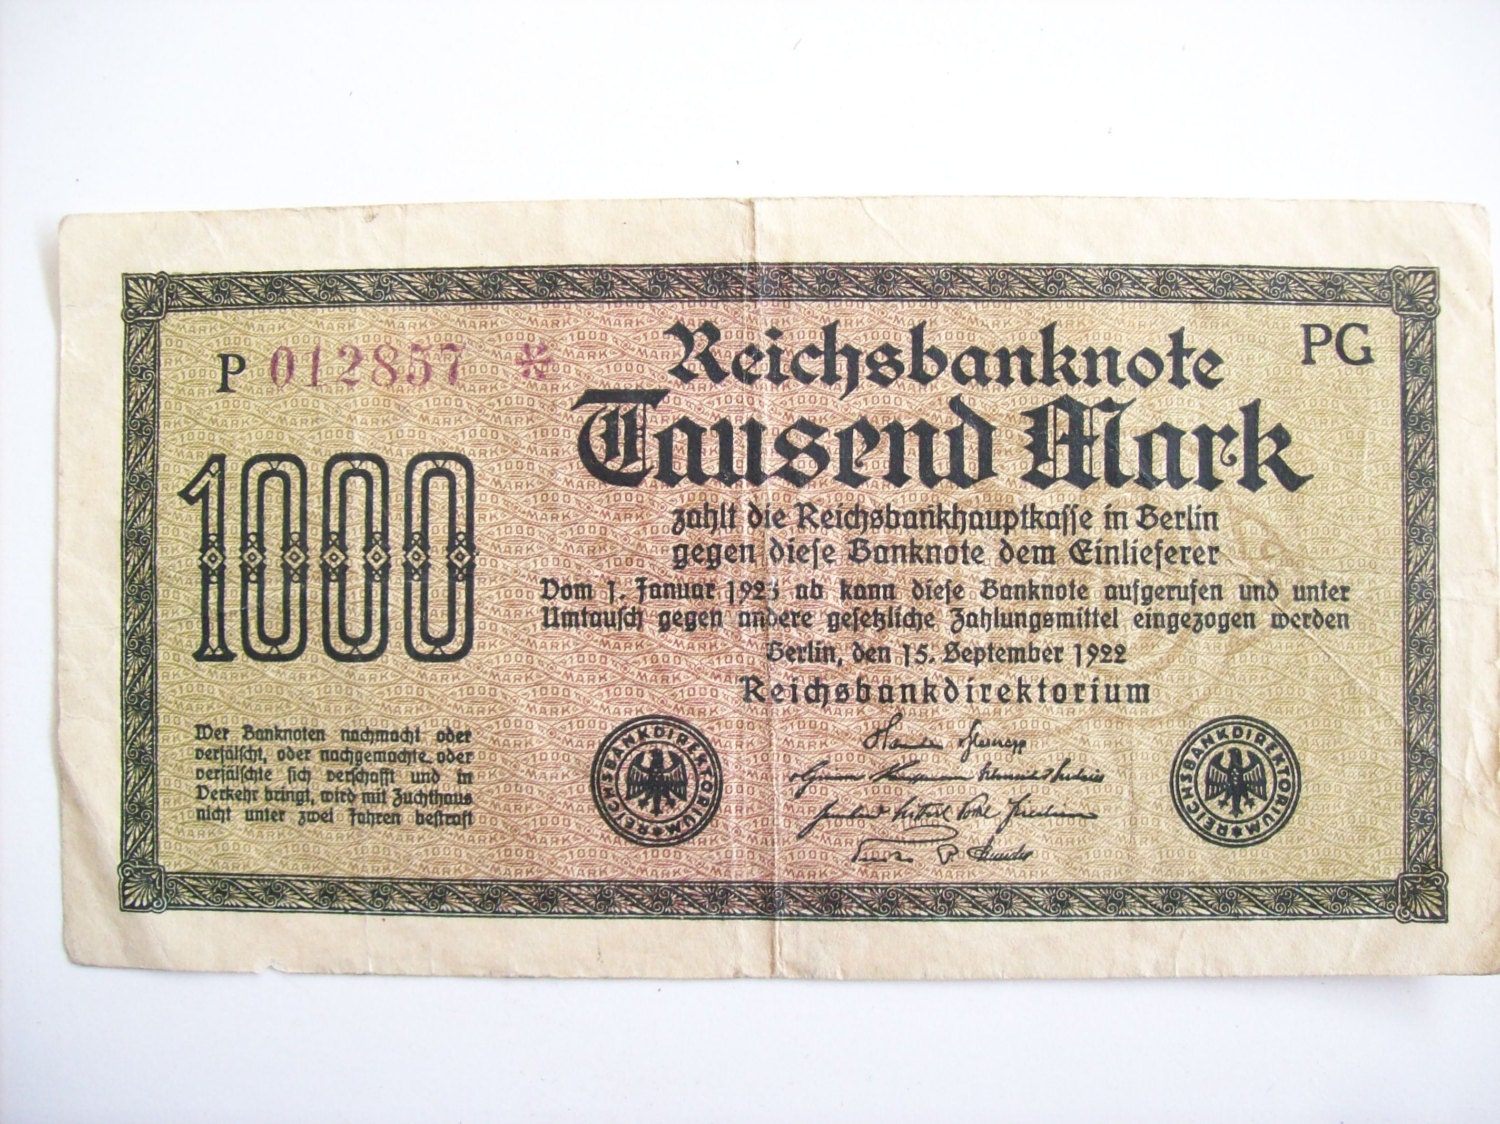 P 012857 *
PG
Reichsbanknote
Tausend Mark
1000
zahlt die Reichsbankhauptkasse in Berlin
gegen diese Banknote dem Einlieferer
Vom 1. Januar 1923 ab kann diese Banknote aufgerufen und unter
Umtausch gegen andere gesetzliche Zahlungsmittel eingezogen werden
Berlin, den 15. September 1922
Reichsbankdirektorium
Wer Banknoten nachmacht oder
verfälscht, oder nachgemachte oder
verfälschte sich verschafft und in
Verkehr bringt, wird mit Zuchthaus
nicht unter zwei Jahren bestraft
REICHSBANKDIREKTORIUM
REICHSBANKDIREKTORIUM